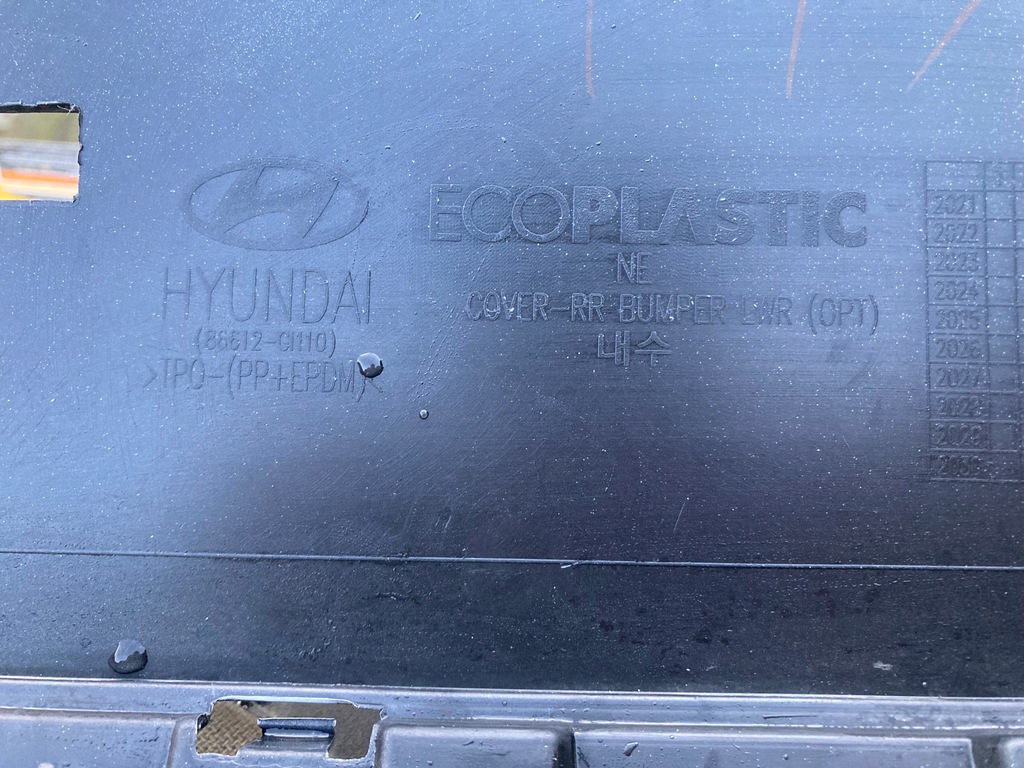 HYUNDAI
(86612-GI110)
>TPO-(PP+EPDM)<
ECOPLASTIC
NE
COVER-RR BUMPER LWR (OPT)
내수
2021
2022
2023
2024
2025
2026
2027
2028
2029